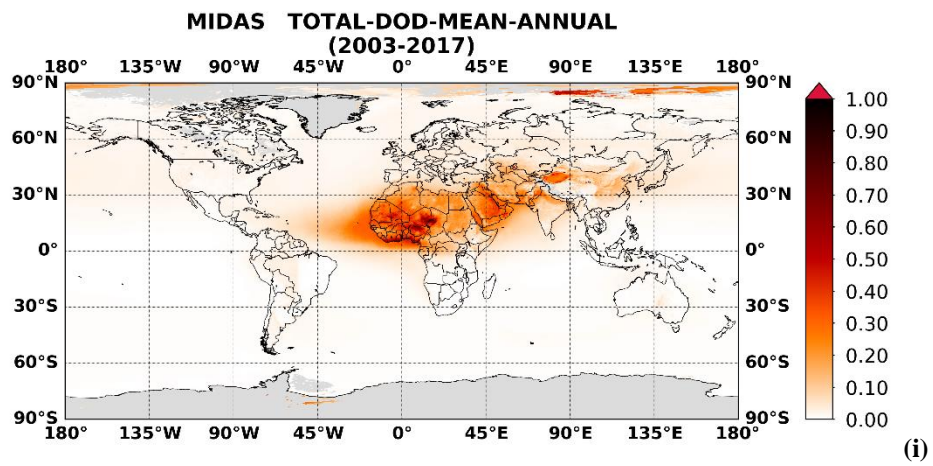 MIDAS TOTAL-DOD-MEAN-ANNUAL
(2003-2017)
180° 135°W 90°W 45°W 0° 45°E 90°E 135°E 180°
90°N 90°N
60°N 60°N
30°N 30°N
0° 0°
30°S 30°S
60°S 60°S
90°S 90°S
180° 135°W 90°W 45°W 0° 45°E 90°E 135°E 180°
1.00
0.90
0.80
0.70
0.60
0.50
0.40
0.30
0.20
0.10
0.00
(i)